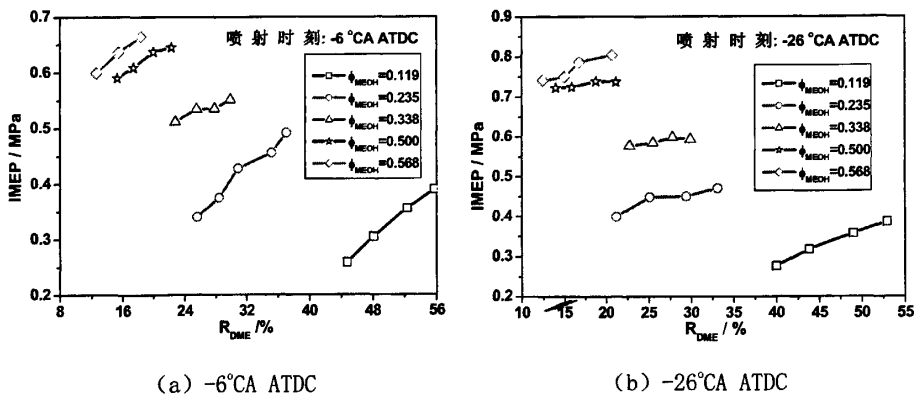 喷射时刻: -6 °CA ATDC
ϕMEOH=0.119
ϕMEOH=0.235
ϕMEOH=0.338
ϕMEOH=0.500
ϕMEOH=0.568
IMEP / MPa
0.7
0.6
0.5
0.4
0.3
0.2
8 16 24 32 40 48 56
RDME /%
(a) -6°CA ATDC
喷射时刻: -26 °CA ATDC
ϕMEOH=0.119
ϕMEOH=0.235
ϕMEOH=0.338
ϕMEOH=0.500
ϕMEOH=0.568
IMEP / MPa
0.9
0.8
0.7
0.6
0.5
0.4
0.3
0.2
10 15 20 25 30 35 40 45 50 55
RDME / %
(b) -26°CA ATDC